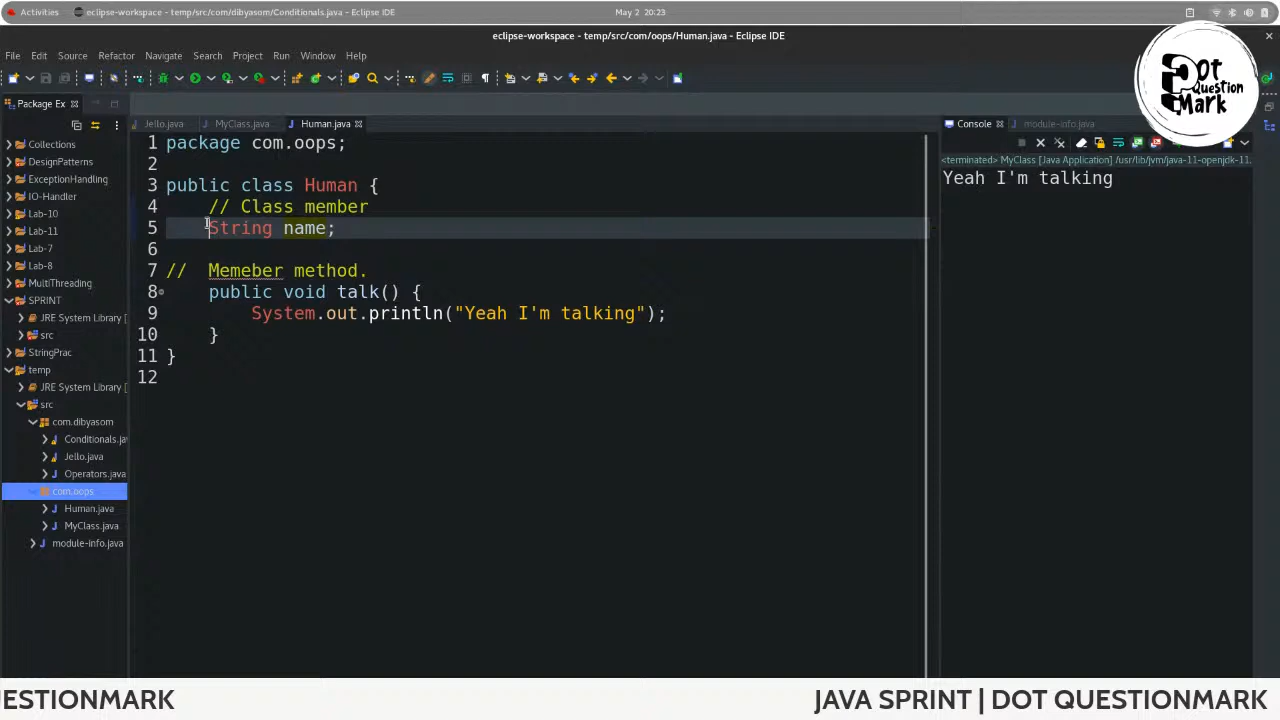 Activities
eclipse-workspace - temp/src/com/dibyasom/Conditionals.java - Eclipse IDE
May 2 20:23
eclipse-workspace - temp/src/com/oops/Human.java - Eclipse IDE
File Edit Source Refactor Navigate Search Project Run Window Help
Dot
Question
Mark
Package Ex
Jello.java
MyClass.java
Human.java
Console
module-info.java
<terminated> MyClass [Java Application] /usr/lib/jvm/java-11-openjdk-11.
Yeah I'm talking
Collections
DesignPatterns
ExceptionHandling
IO-Handler
Lab-10
Lab-11
Lab-7
Lab-8
MultiThreading
SPRINT
JRE System Library [
src
StringPrac
temp
JRE System Library [
src
com.dibyasom
Conditionals.ja
Jello.java
Operators.java
com.oops
Human.java
MyClass.java
module-info.java
1 package com.oops;
2
3 public class Human {
4 // Class member
5 String name;
6
7 // Memeber method.
8 public void talk() {
9 System.out.println("Yeah I'm talking");
10 }
11 }
12
ESTIONMARK
JAVA SPRINT | DOT QUESTIONMARK